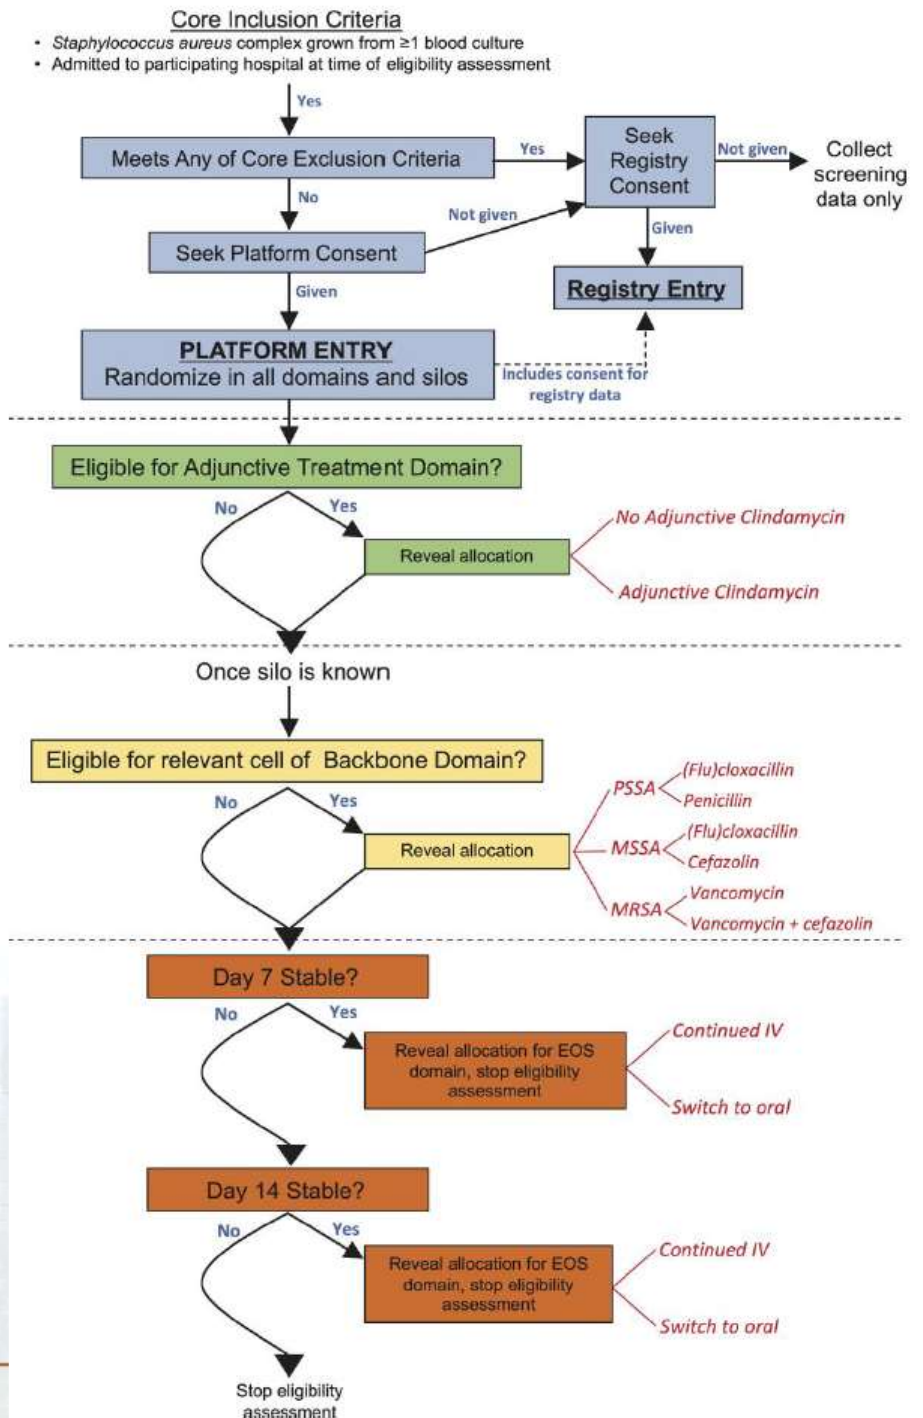 Core Inclusion Criteria
• Staphylococcus aureus complex grown from ≥1 blood culture
• Admitted to participating hospital at time of eligibility assessment
Yes
Meets Any of Core Exclusion Criteria
Yes
Seek
Registry
Consent
Not given
Collect
screening
data only
No
Not given
Given
Seek Platform Consent
Given
Registry Entry
PLATFORM ENTRY
Randomize in all domains and silos
Includes consent for
registry data
Eligible for Adjunctive Treatment Domain?
No
Yes
Reveal allocation
No Adjunctive Clindamycin
Adjunctive Clindamycin
Once silo is known
Eligible for relevant cell of Backbone Domain?
No
Yes
Reveal allocation
PSSA
(Flu)cloxacillin
Penicillin
MSSA
(Flu)cloxacillin
Cefazolin
MRSA
Vancomycin
Vancomycin + cefazolin
Day 7 Stable?
No
Yes
Reveal allocation for EOS
domain, stop eligibility
assessment
Continued IV
Switch to oral
Day 14 Stable?
No
Yes
Reveal allocation for EOS
domain, stop eligibility
assessment
Continued IV
Switch to oral
Stop eligibility
assessment